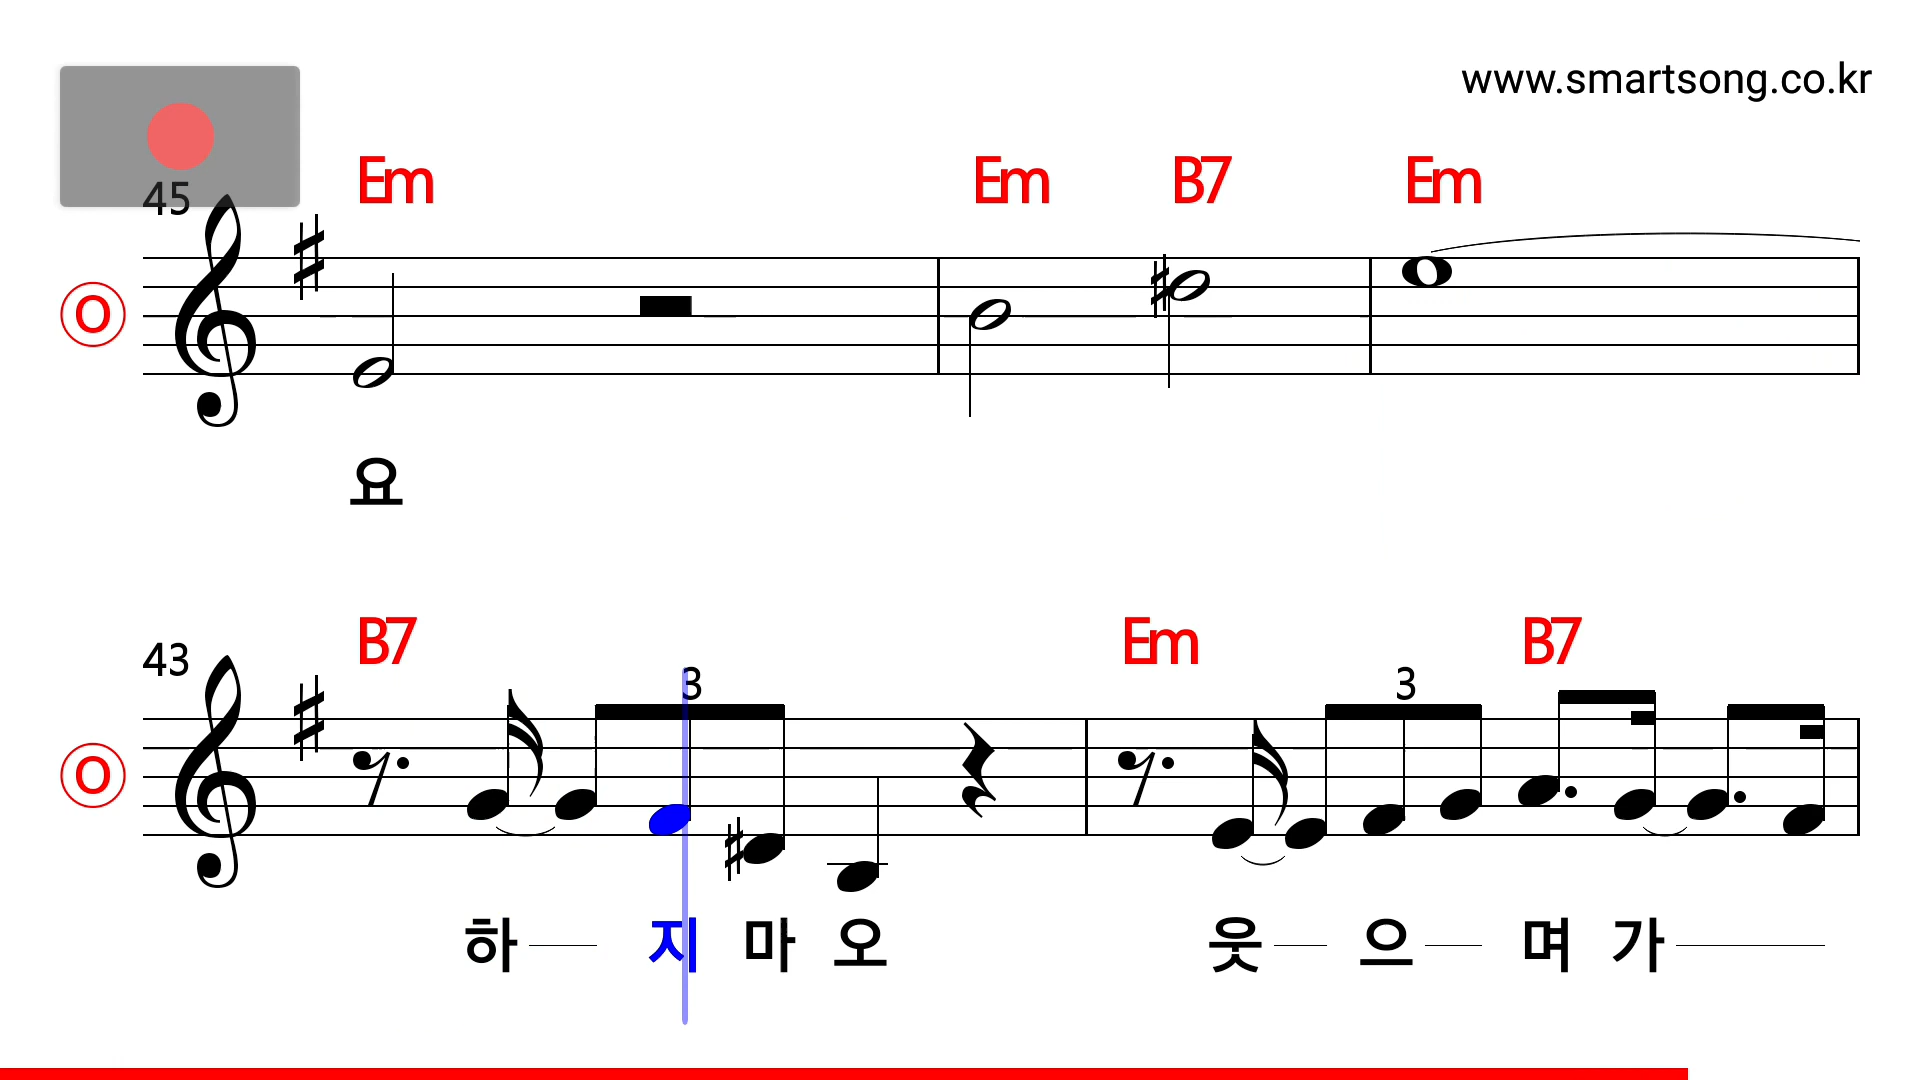 www.smartsong.co.kr
45 Em Em B7 Em
ⓞ
요
43 B7 3 Em 3 B7
ⓞ
하 지 마 오 웃 으 며 가